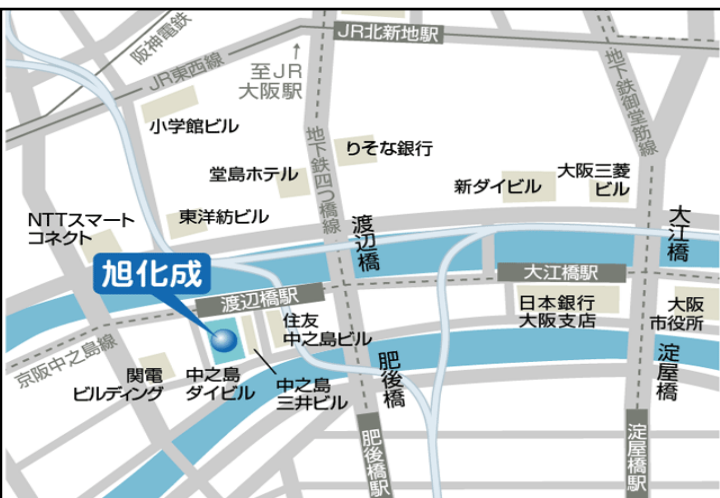 阪神電鉄
JR東西線
至JR
大阪駅
JR北新地駅
地下鉄御堂筋線
小学館ビル
地下鉄四つ橋線
りそな銀行
堂島ホテル
新ダイビル
大阪三菱
ビル
NTTスマート
コネクト
東洋紡ビル
渡辺橋
大江橋
旭化成
渡辺橋駅
大江橋駅
住友
中之島ビル
日本銀行
大阪支店
大阪
市役所
京阪中之島線
関電
ビルディング
中之島
ダイビル
中之島
三井ビル
肥後橋
淀屋橋
肥後橋駅
淀屋橋駅